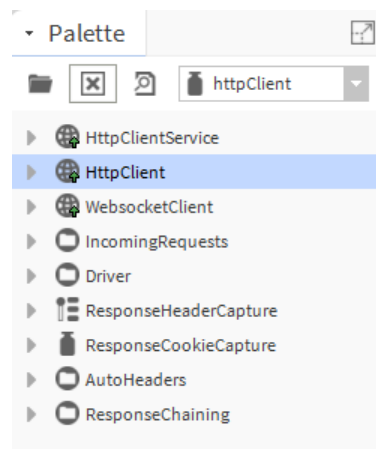 Palette
httpClient
HttpClientService
HttpClient
WebsocketClient
IncomingRequests
Driver
ResponseHeaderCapture
ResponseCookieCapture
AutoHeaders
ResponseChaining